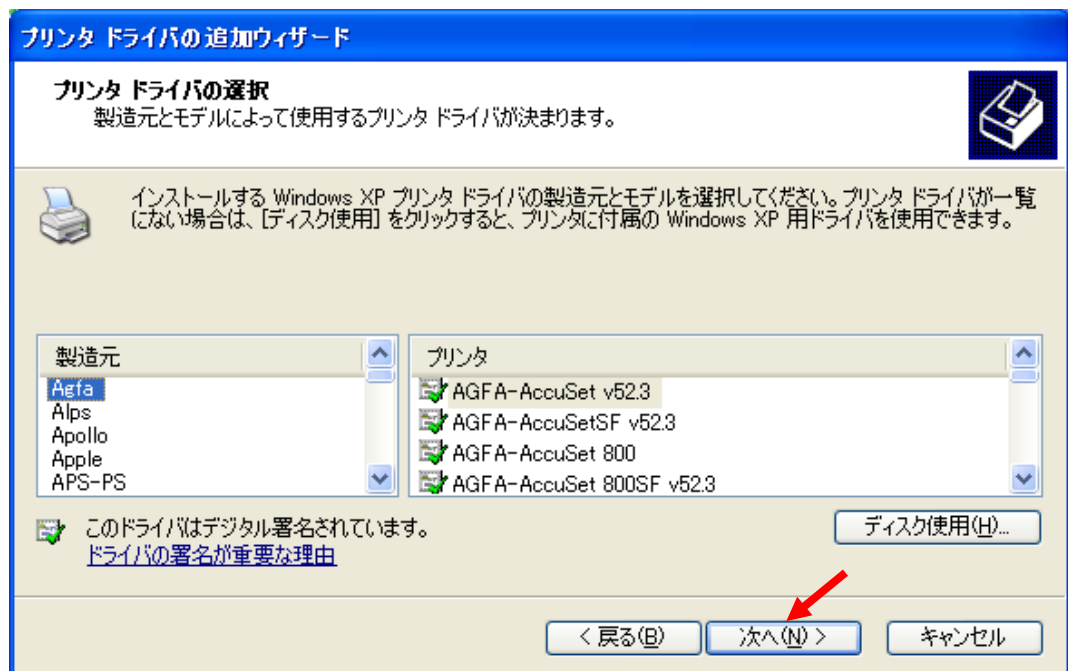 プリンタ ドライバの追加ウィザード
プリンタ ドライバの選択
製造元とモデルによって使用するプリンタ ドライバが決まります。
インストールする Windows XP プリンタ ドライバの製造元とモデルを選択してください。プリンタ ドライバが一覧
にない場合は、[ディスク使用] をクリックすると、プリンタに付属の Windows XP 用ドライバを使用できます。
製造元
Agfa
Alps
Apollo
Apple
APS-PS
プリンタ
AGFA-AccuSet v52.3
AGFA-AccuSetSF v52.3
AGFA-AccuSet 800
AGFA-AccuSet 800SF v52.3
このドライバはデジタル署名されています。
ドライバの署名が重要な理由
ディスク使用(H)...
< 戻る(B)
次へ(N) >
キャンセル